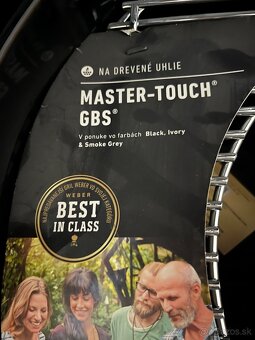 NA DREVENÉ UHLIE
MASTER-TOUCH®
GBS®
V ponuke vo farbách Black, Ivory
& Smoke Grey
WEBER
BEST
IN CLASS